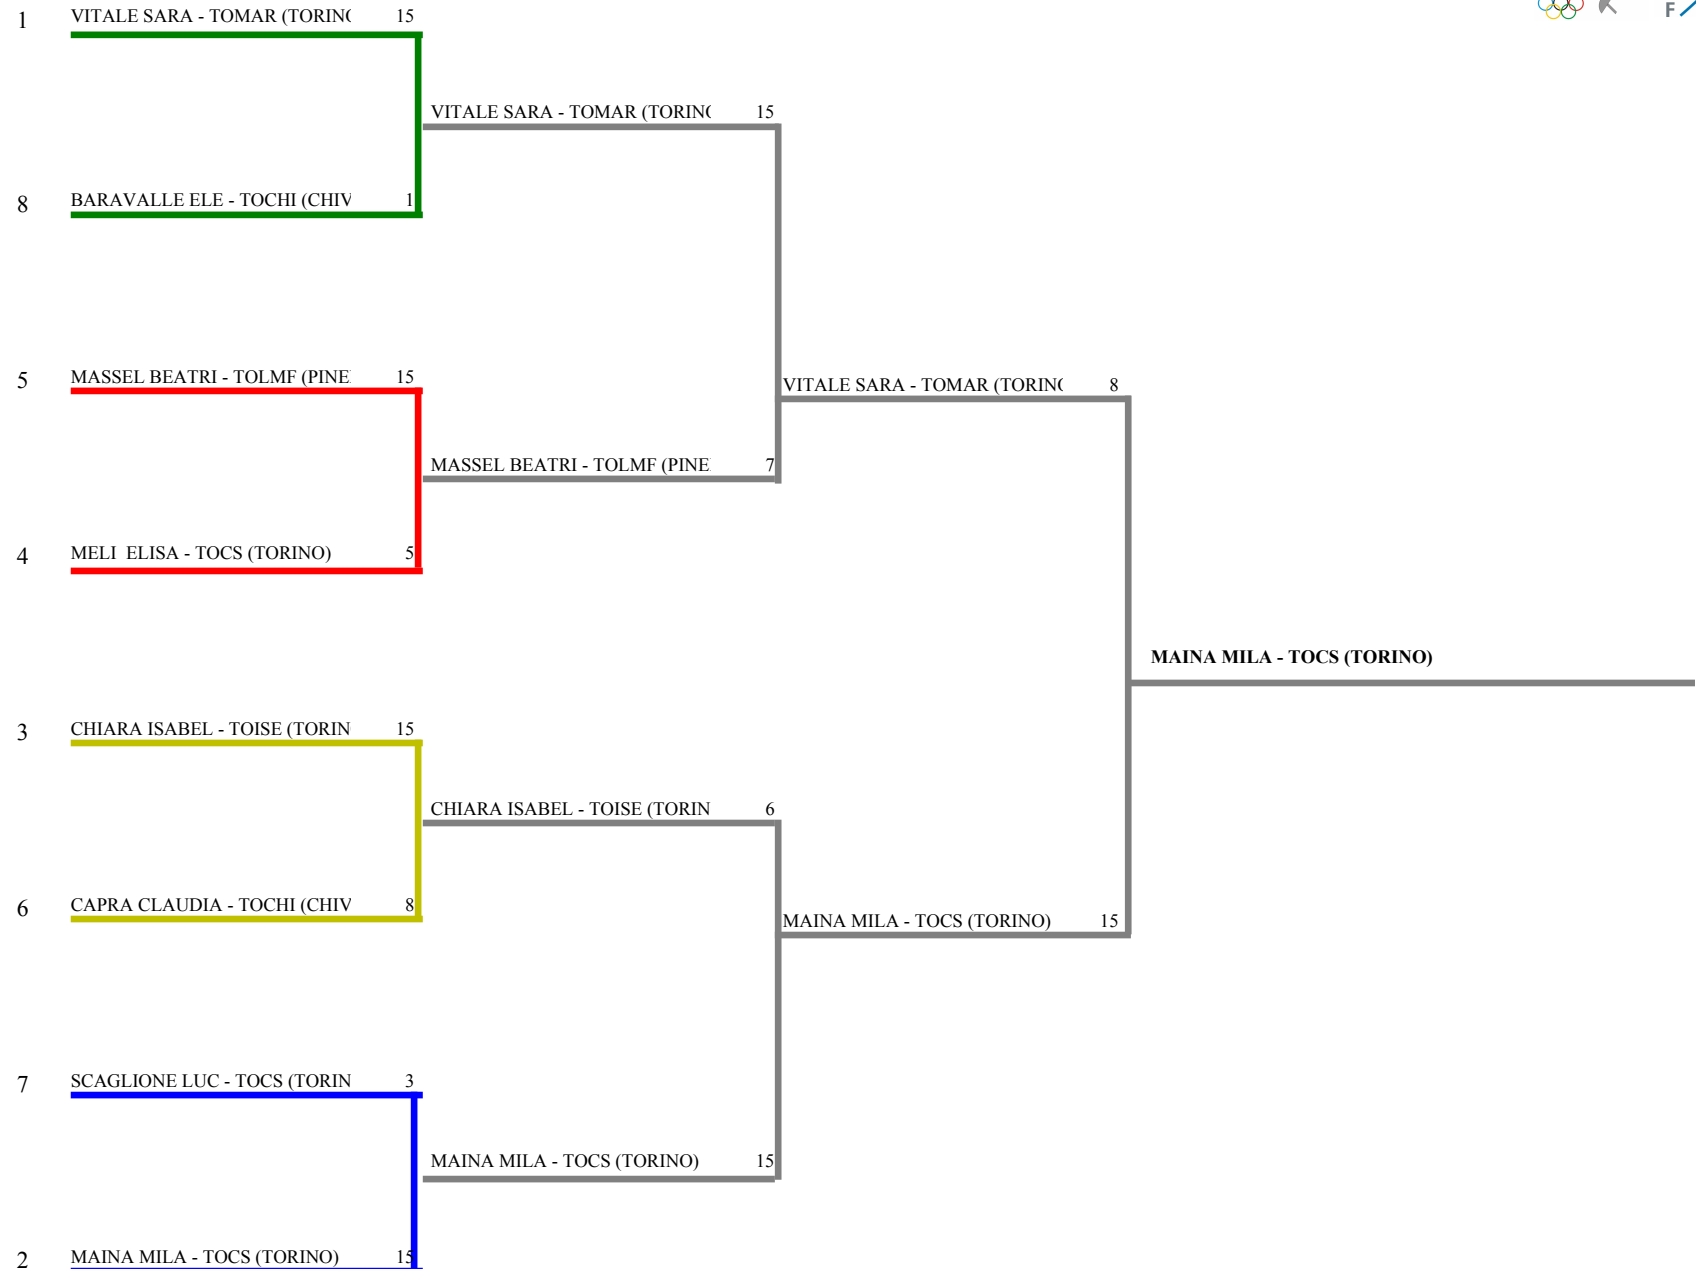 1 VITALE SARA - TOMAR (TORINO 15
F
VITALE SARA - TOMAR (TORINO 15
8 BARAVALLE ELE - TOCHI (CHIV 1
5 MASSEL BEATRI - TOLMF (PINE 15
VITALE SARA - TOMAR (TORINO 8
MASSEL BEATRI - TOLMF (PINE 7
4 MELI ELISA - TOCS (TORINO) 5
MAINA MILA - TOCS (TORINO)
3 CHIARA ISABEL - TOISE (TORIN 15
CHIARA ISABEL - TOISE (TORIN 6
6 CAPRA CLAUDIA - TOCHI (CHIV 8
MAINA MILA - TOCS (TORINO) 15
7 SCAGLIONE LUC - TOCS (TORIN 3
MAINA MILA - TOCS (TORINO) 15
2 MAINA MILA - TOCS (TORINO) 15